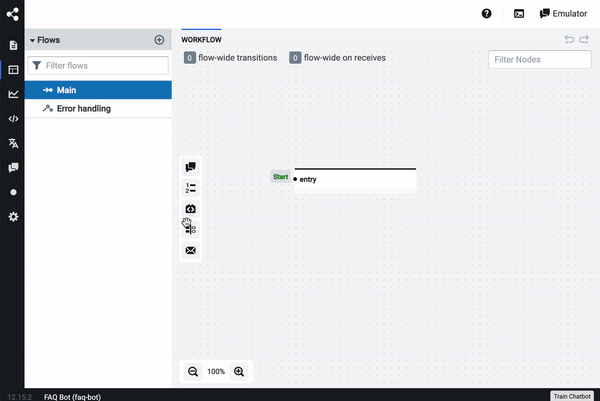 Emulator
Flows
WORKFLOW
0 flow-wide transitions 0 flow-wide on receives
Filter flows
Filter Nodes
Main
Error handling
Start entry
100%
12.15.2 FAQ Bot (faq-bot)
Train Chatbot